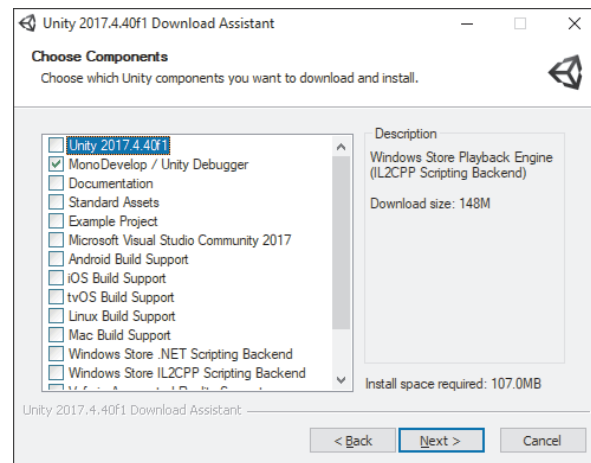 Unity 2017.4.40f1 Download Assistant
Choose Components
Choose which Unity components you want to download and install.
Unity 2017.4.40f1
MonoDevelop / Unity Debugger
Documentation
Standard Assets
Example Project
Microsoft Visual Studio Community 2017
Android Build Support
iOS Build Support
tvOS Build Support
Linux Build Support
Mac Build Support
Windows Store .NET Scripting Backend
Windows Store IL2CPP Scripting Backend
Description
Windows Store Playback Engine
(IL2CPP Scripting Backend)
Download size: 148M
Install space required: 107.0MB
Unity 2017.4.40f1 Download Assistant
< Back
Next >
Cancel